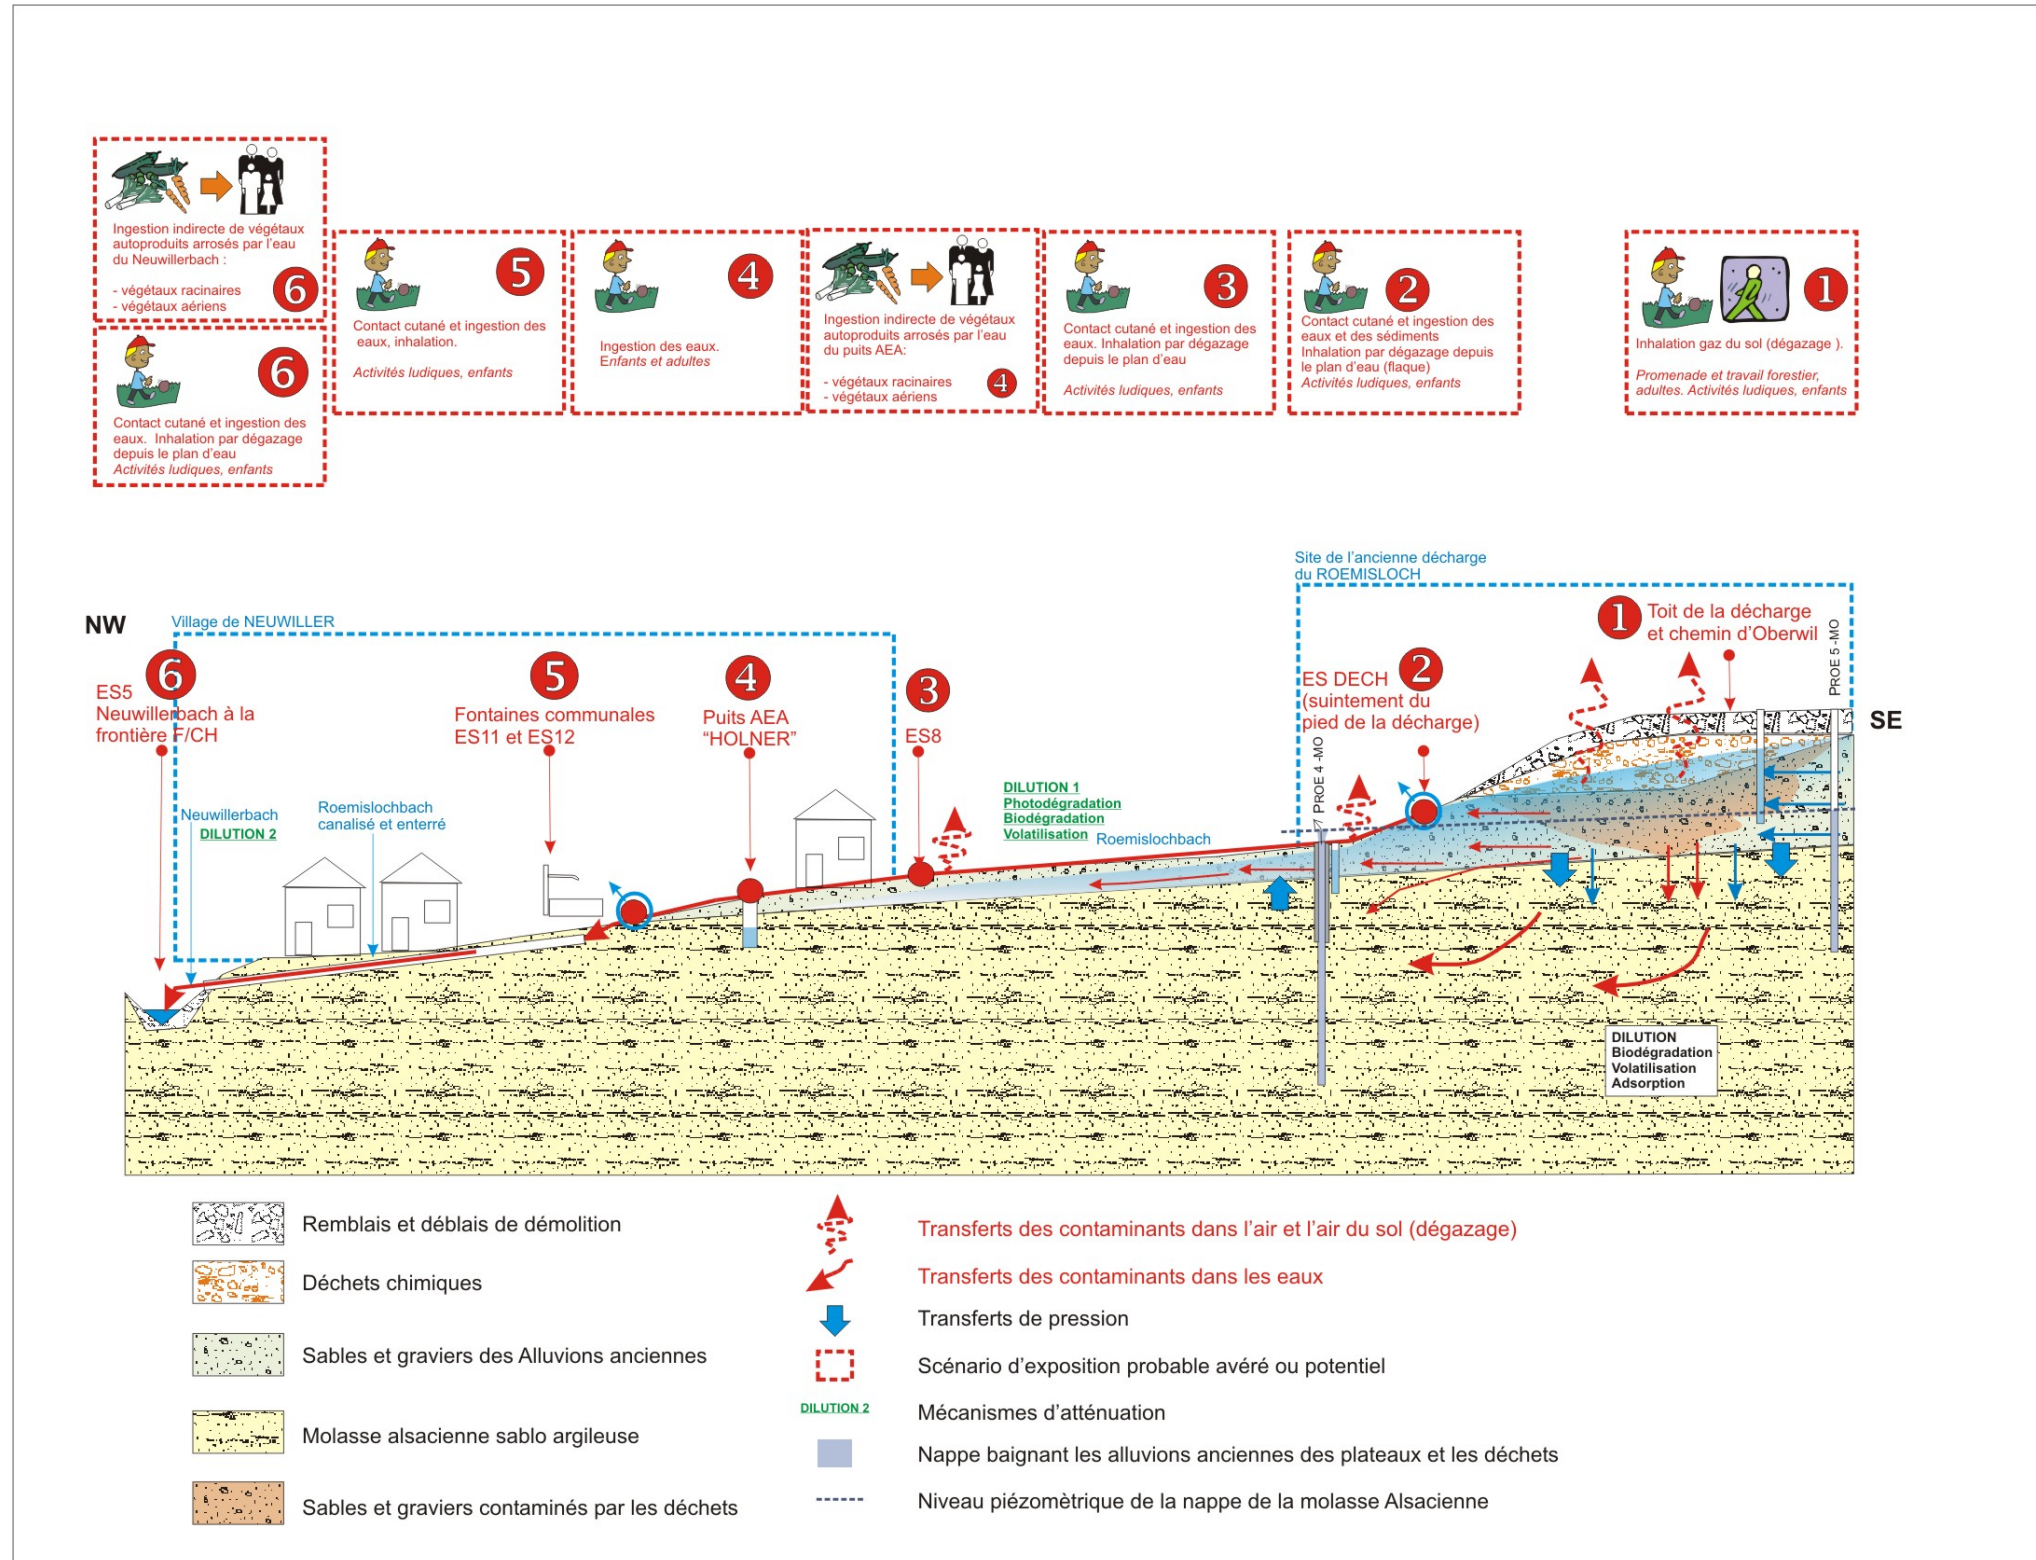 Ingestion indirecte de végétaux
autoproduits arrosés par l'eau
du Neuwillerbach :
- végétaux racinaires
- végétaux aériens
6
6
Contact cutané et ingestion des
eaux. Inhalation par dégazage
depuis le plan d'eau
Activités ludiques, enfants
5
Contact cutané et ingestion des
eaux, inhalation.
Activités ludiques, enfants
4
Ingestion des eaux.
Enfants et adultes
Ingestion indirecte de végétaux
autoproduits arrosés par l'eau
du puits AEA:
- végétaux racinaires
- végétaux aériens
4
3
Contact cutané et ingestion des
eaux. Inhalation par dégazage
depuis le plan d'eau
Activités ludiques, enfants
2
Contact cutané et ingestion des
eaux et des sédiments
Inhalation par dégazage depuis
le plan d'eau (flaque)
Activités ludiques, enfants
1
Inhalation gaz du sol (dégazage ).
Promenade et travail forestier,
adultes. Activités ludiques, enfants
Site de l'ancienne décharge
du ROEMISLOCH
NW
Village de NEUWILLER
6
ES5
Neuwillerbach à la
frontière F/CH
5
Fontaines communales
ES11 et ES12
4
Puits AEA
"HOLNER"
3
ES8
2
ES DECH
(suintement du
pied de la décharge)
1
Toit de la décharge
et chemin d'Oberwil
PROE 4 -MO
PROE 5 -MO
SE
Neuwillerbach
DILUTION 2
Roemislochbach
canalisé et enterré
DILUTION 1
Photodégradation
Biodégradation
Volatilisation
Roemislochbach
DILUTION
Biodégradation
Volatilisation
Adsorption
Remblais et déblais de démolition
Déchets chimiques
Sables et graviers des Alluvions anciennes
Molasse alsacienne sablo argileuse
Sables et graviers contaminés par les déchets
Transferts des contaminants dans l'air et l'air du sol (dégazage)
Transferts des contaminants dans les eaux
Transferts de pression
Scénario d'exposition probable avéré ou potentiel
DILUTION 2
Mécanismes d'atténuation
Nappe baignant les alluvions anciennes des plateaux et les déchets
Niveau piézomètrique de la nappe de la molasse Alsacienne